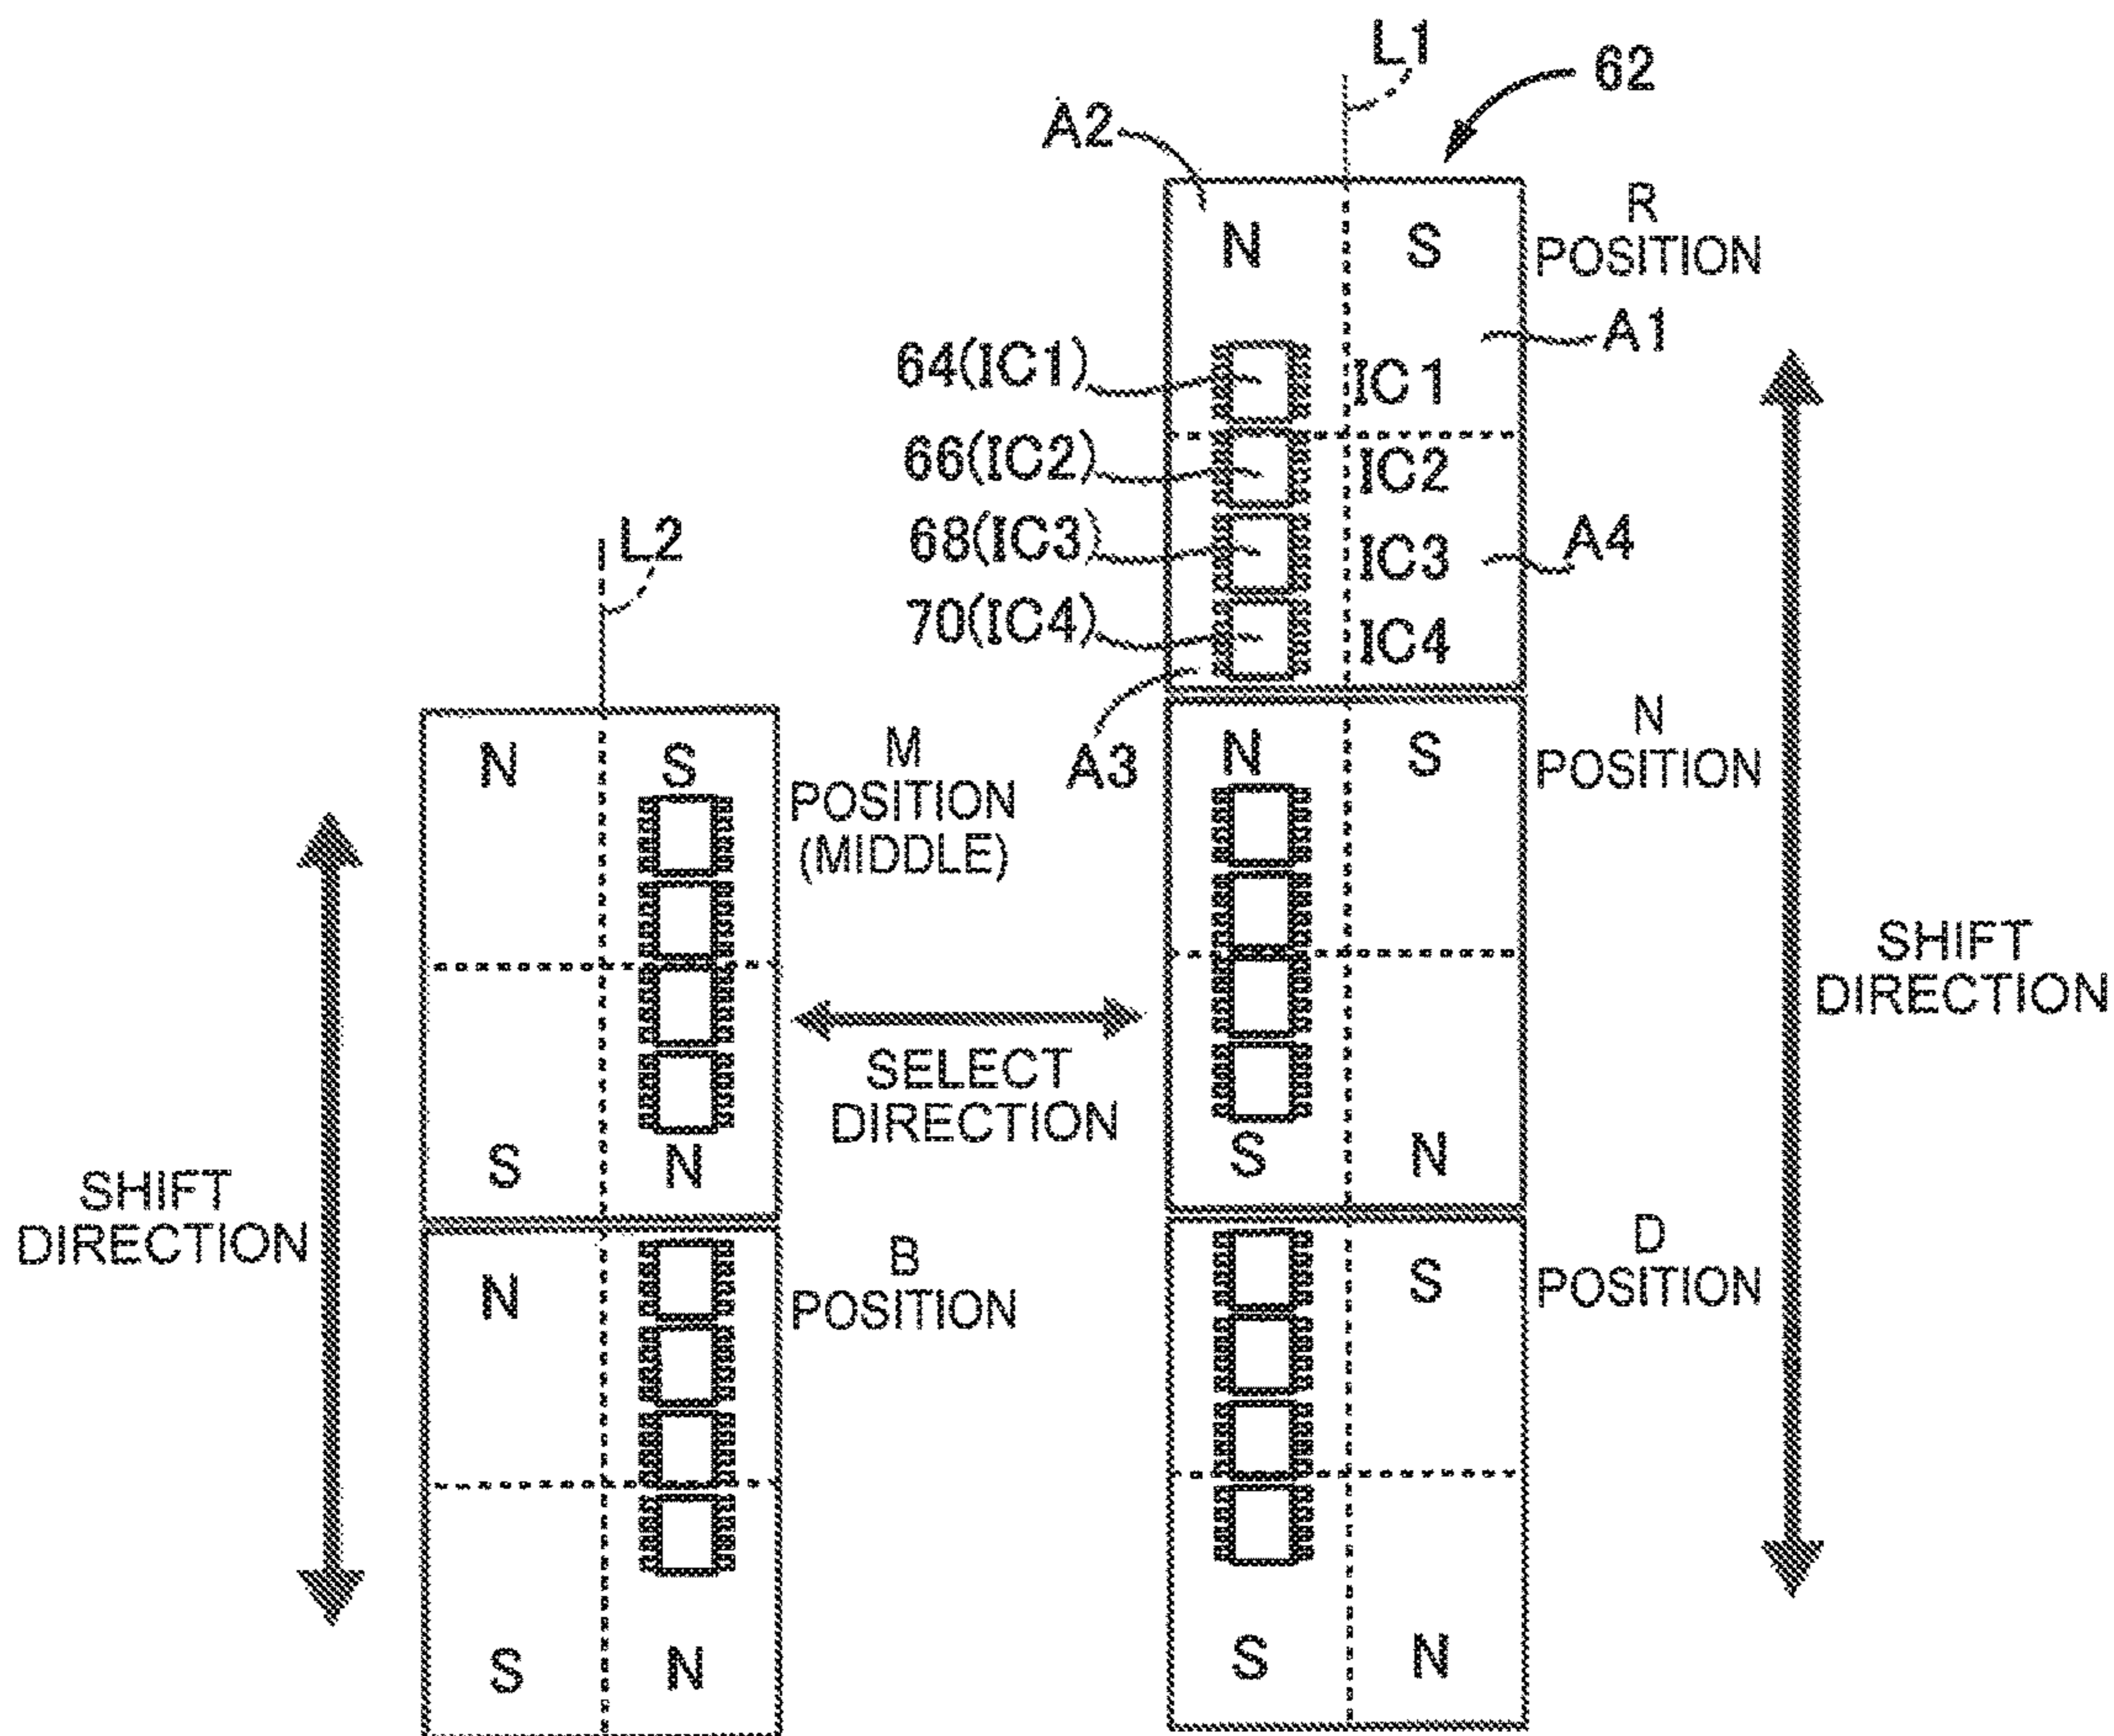 L1
62
A2
N
S
R
POSITION
A1
64(IC1)
IC1
66(IC2)
IC2
68(IC3)
IC3
A4
70(IC4)
IC4
A3
L2
N
S
M
POSITION
(MIDDLE)
N
S
N
POSITION
SHIFT
DIRECTION
SELECT
DIRECTION
S
N
S
N
SHIFT
DIRECTION
N
B
POSITION
S
D
POSITION
S
N
S
N